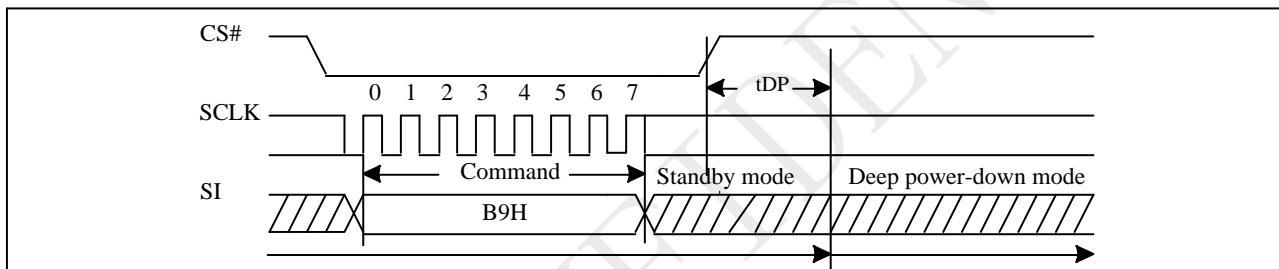 CS#
tDP
0 1 2 3 4 5 6 7
SCLK
Command
Standby mode
Deep power-down mode
SI
B9H